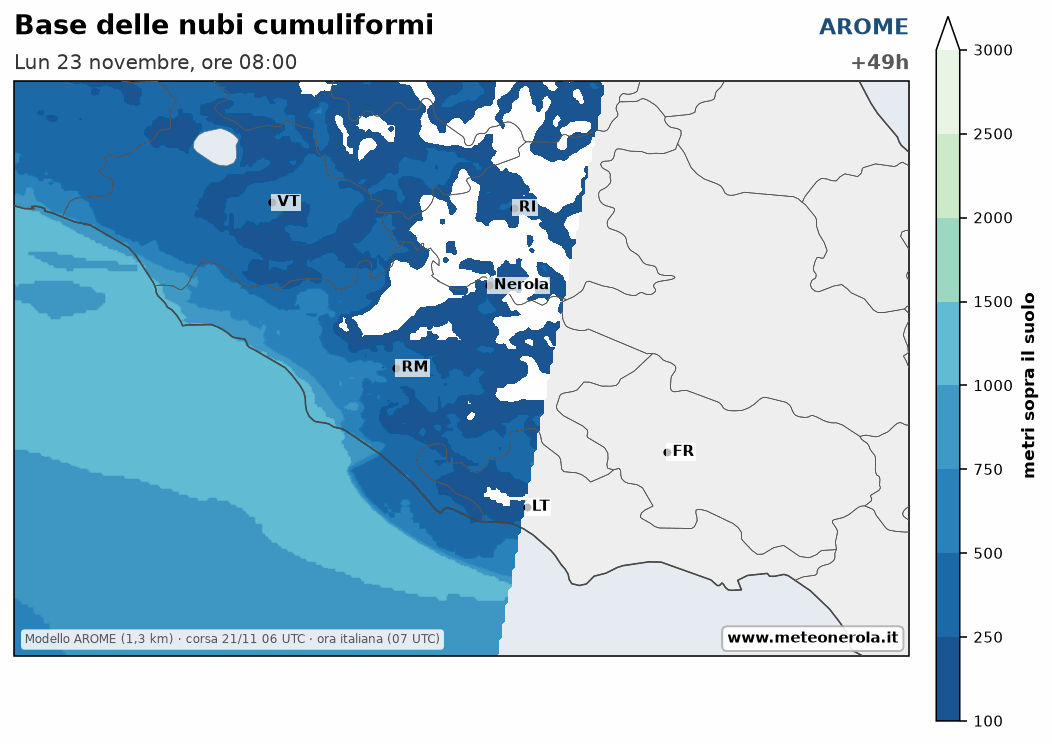 Base delle nubi cumuliformi
AROME
Lun 23 novembre, ore 08:00
+49h
3000
2500
2000
1500
1000
750
500
250
100
metri sopra il suolo
VT
RI
Nerola
RM
FR
LT
Modello AROME (1,3 km) · corsa 21/11 06 UTC · ora italiana (07 UTC)
www.meteonerola.it